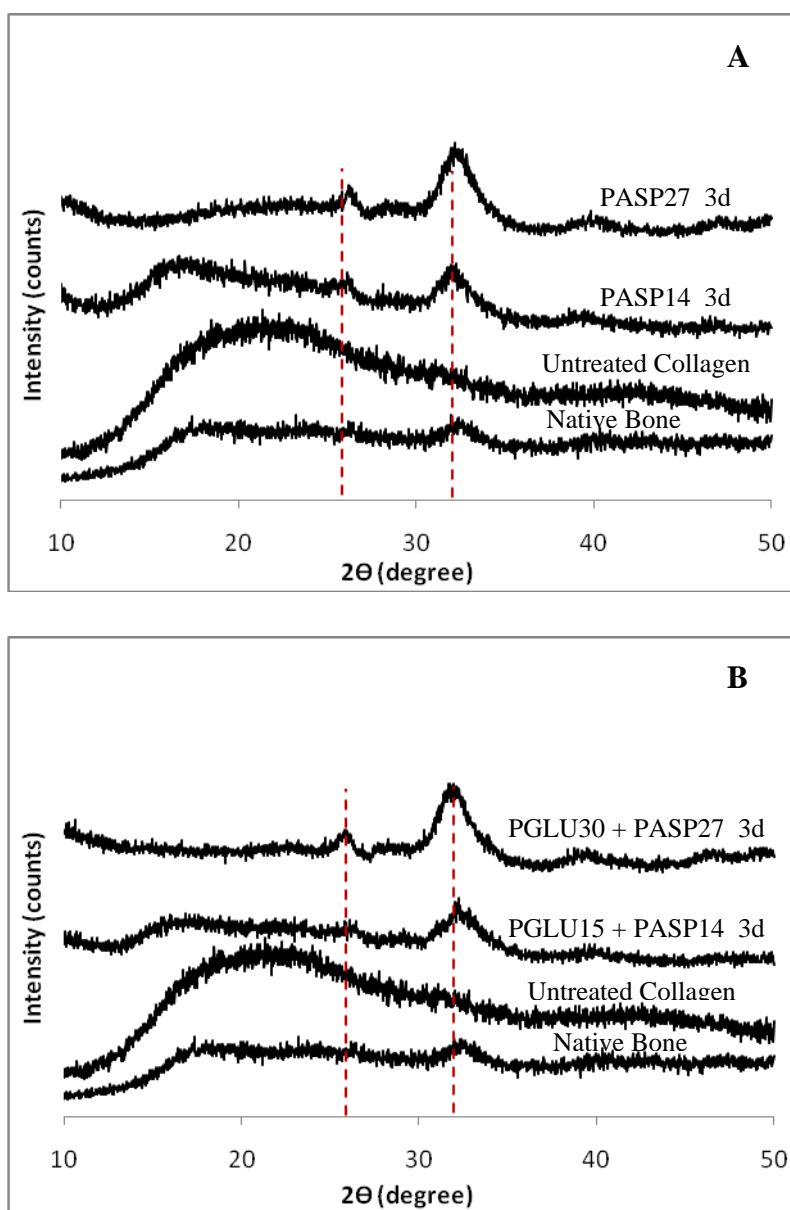 A
PASP27 3d
PASP14 3d
Untreated Collagen
Native Bone
Intensity (counts)
10 20 30 40 50
2Θ (degree)
B
PGLU30 + PASP27 3d
PGLU15 + PASP14 3d
Untreated Collagen
Native Bone
Intensity (counts)
10 20 30 40 50
2Θ (degree)